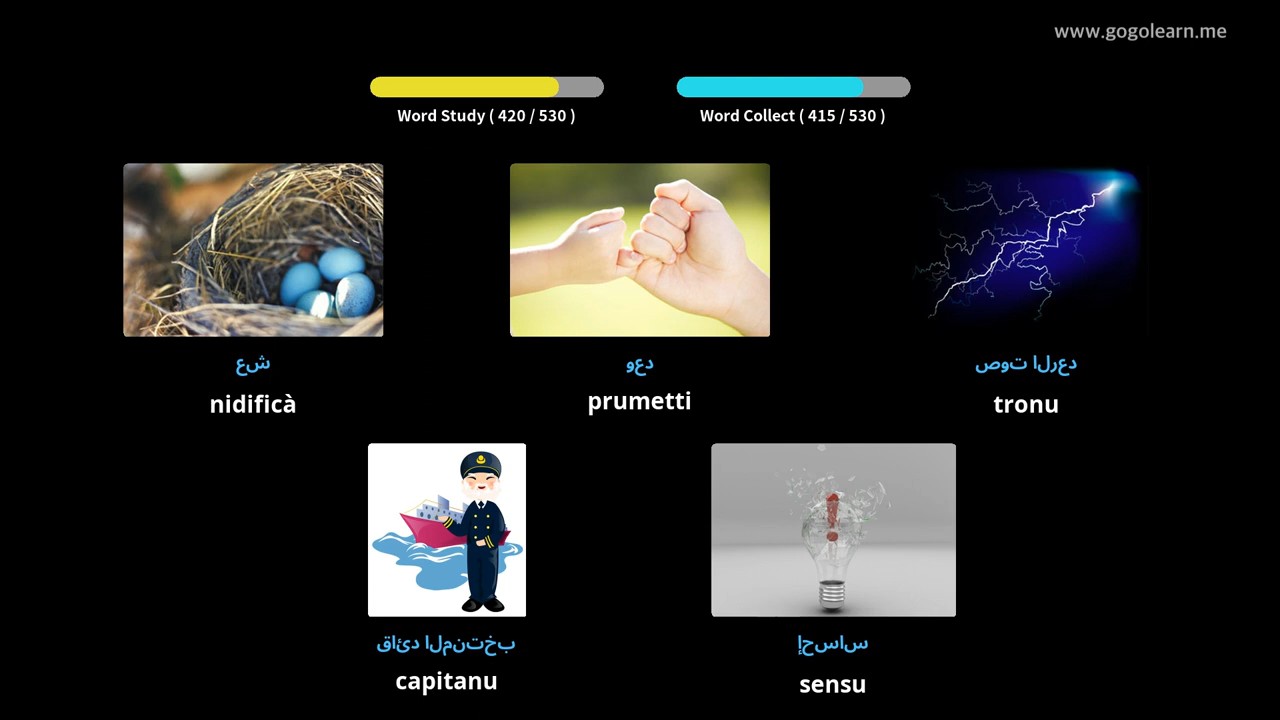 www.gogolearn.me
Word Study ( 420 / 530 )
Word Collect ( 415 / 530 )
عش
وعد
صوت الرعد
nidificà
prumetti
tronu
قائد المنتخب
إحساس
capitanu
sensu